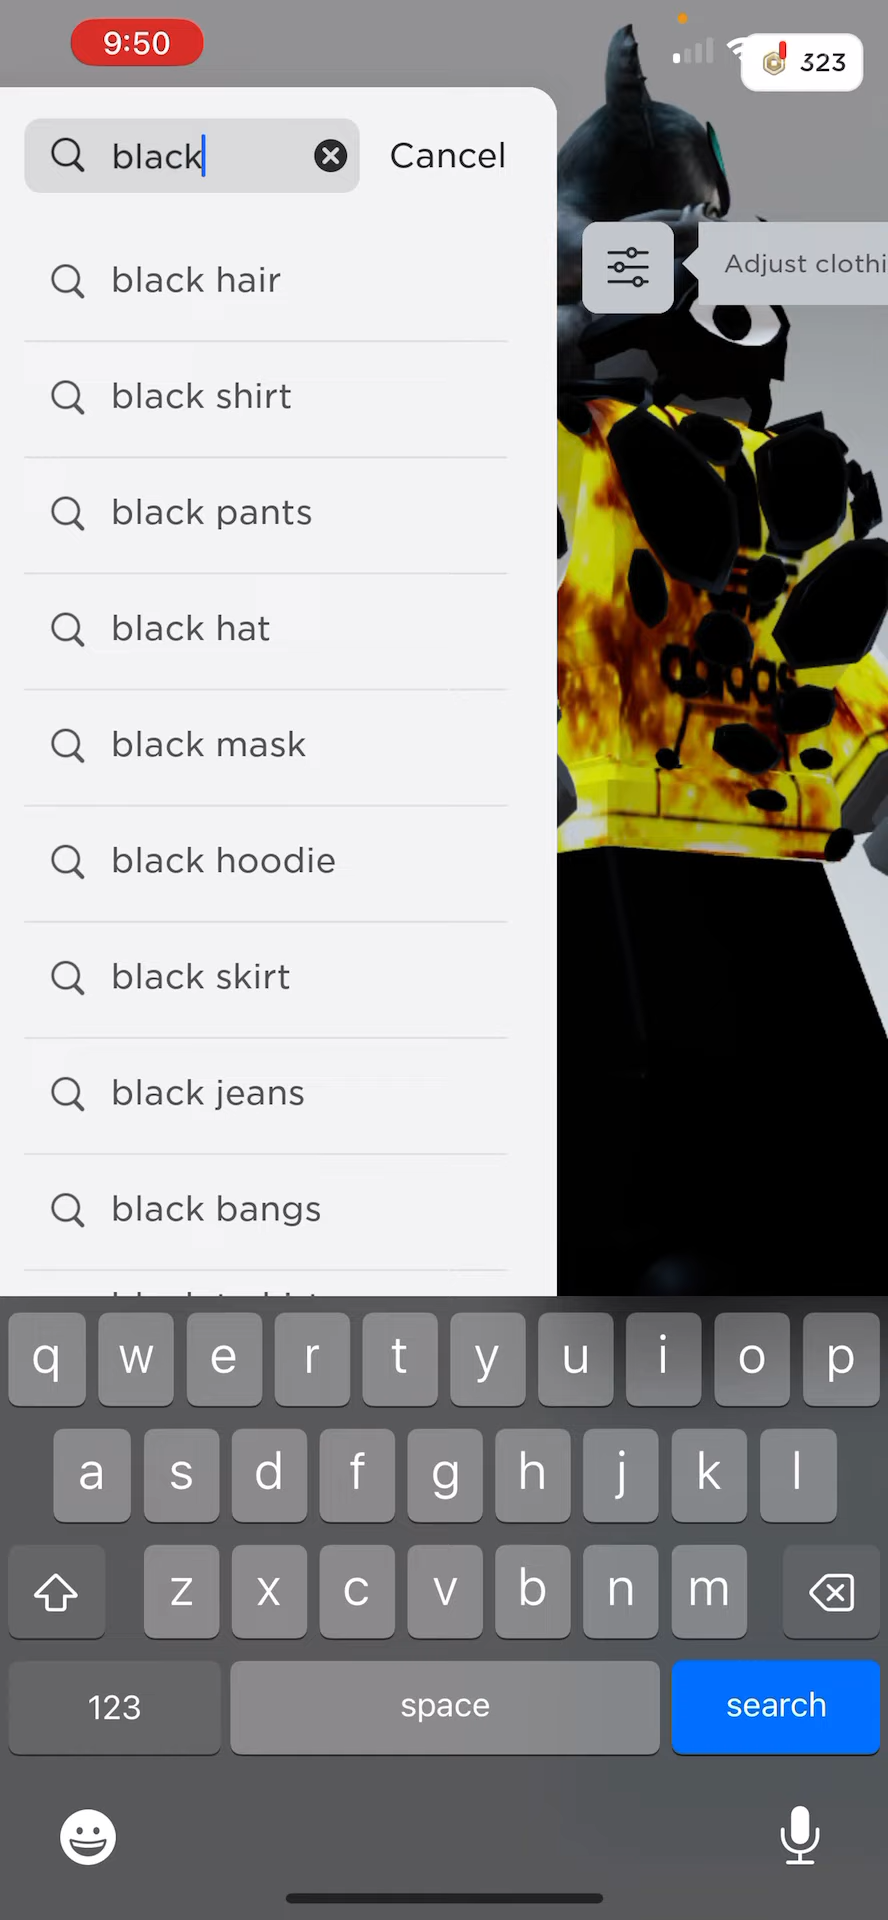 9:50
323
black
Cancel
Adjust clothi
black hair
black shirt
black pants
black hat
adidas
black mask
black hoodie
black skirt
black jeans
black bangs
q w e r t y u i o p
a s d f g h j k l
z x c v b n m
123 space search